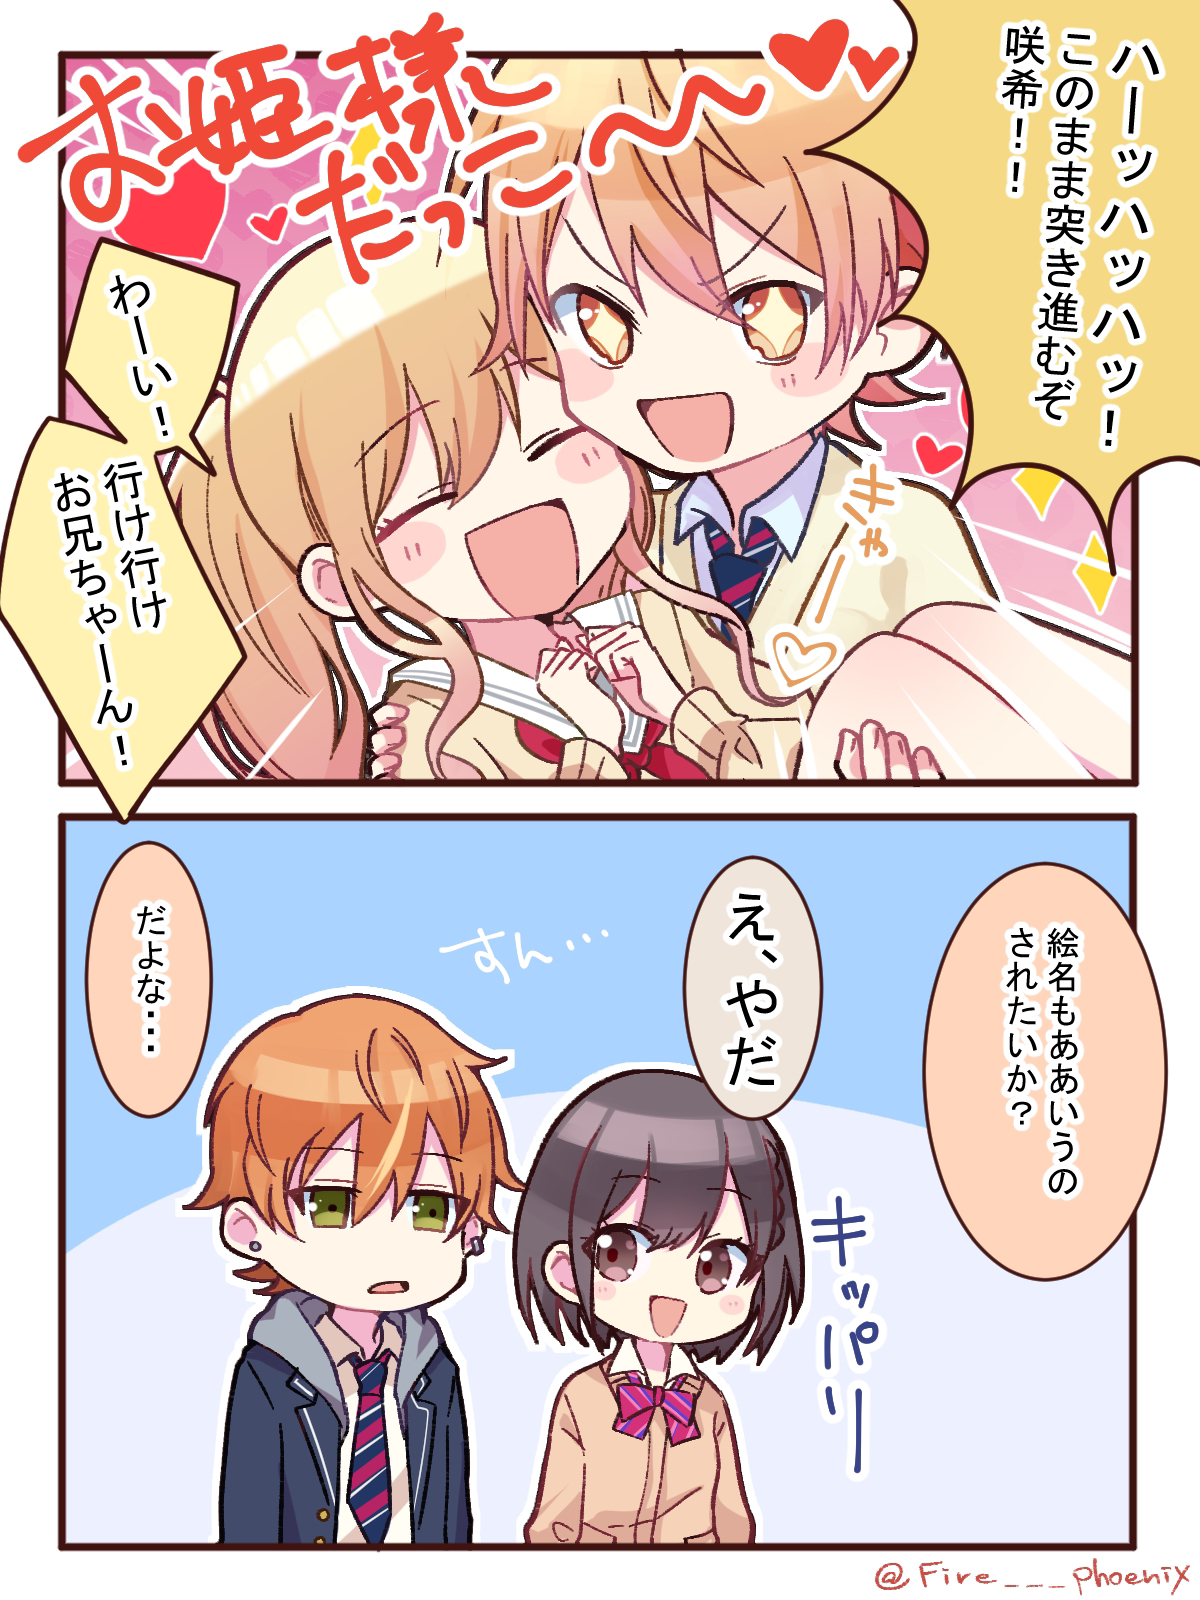 ハーッハッハッ！
このまま突き進むぞ
咲希！！
お姫様
だっこ〜
わーい！
行け行け
お兄ちゃーん！
キャー
絵名もああいうの
されたいか？
え、やだ
キッパリ
すん…
だよな…
@Fire___phoenix